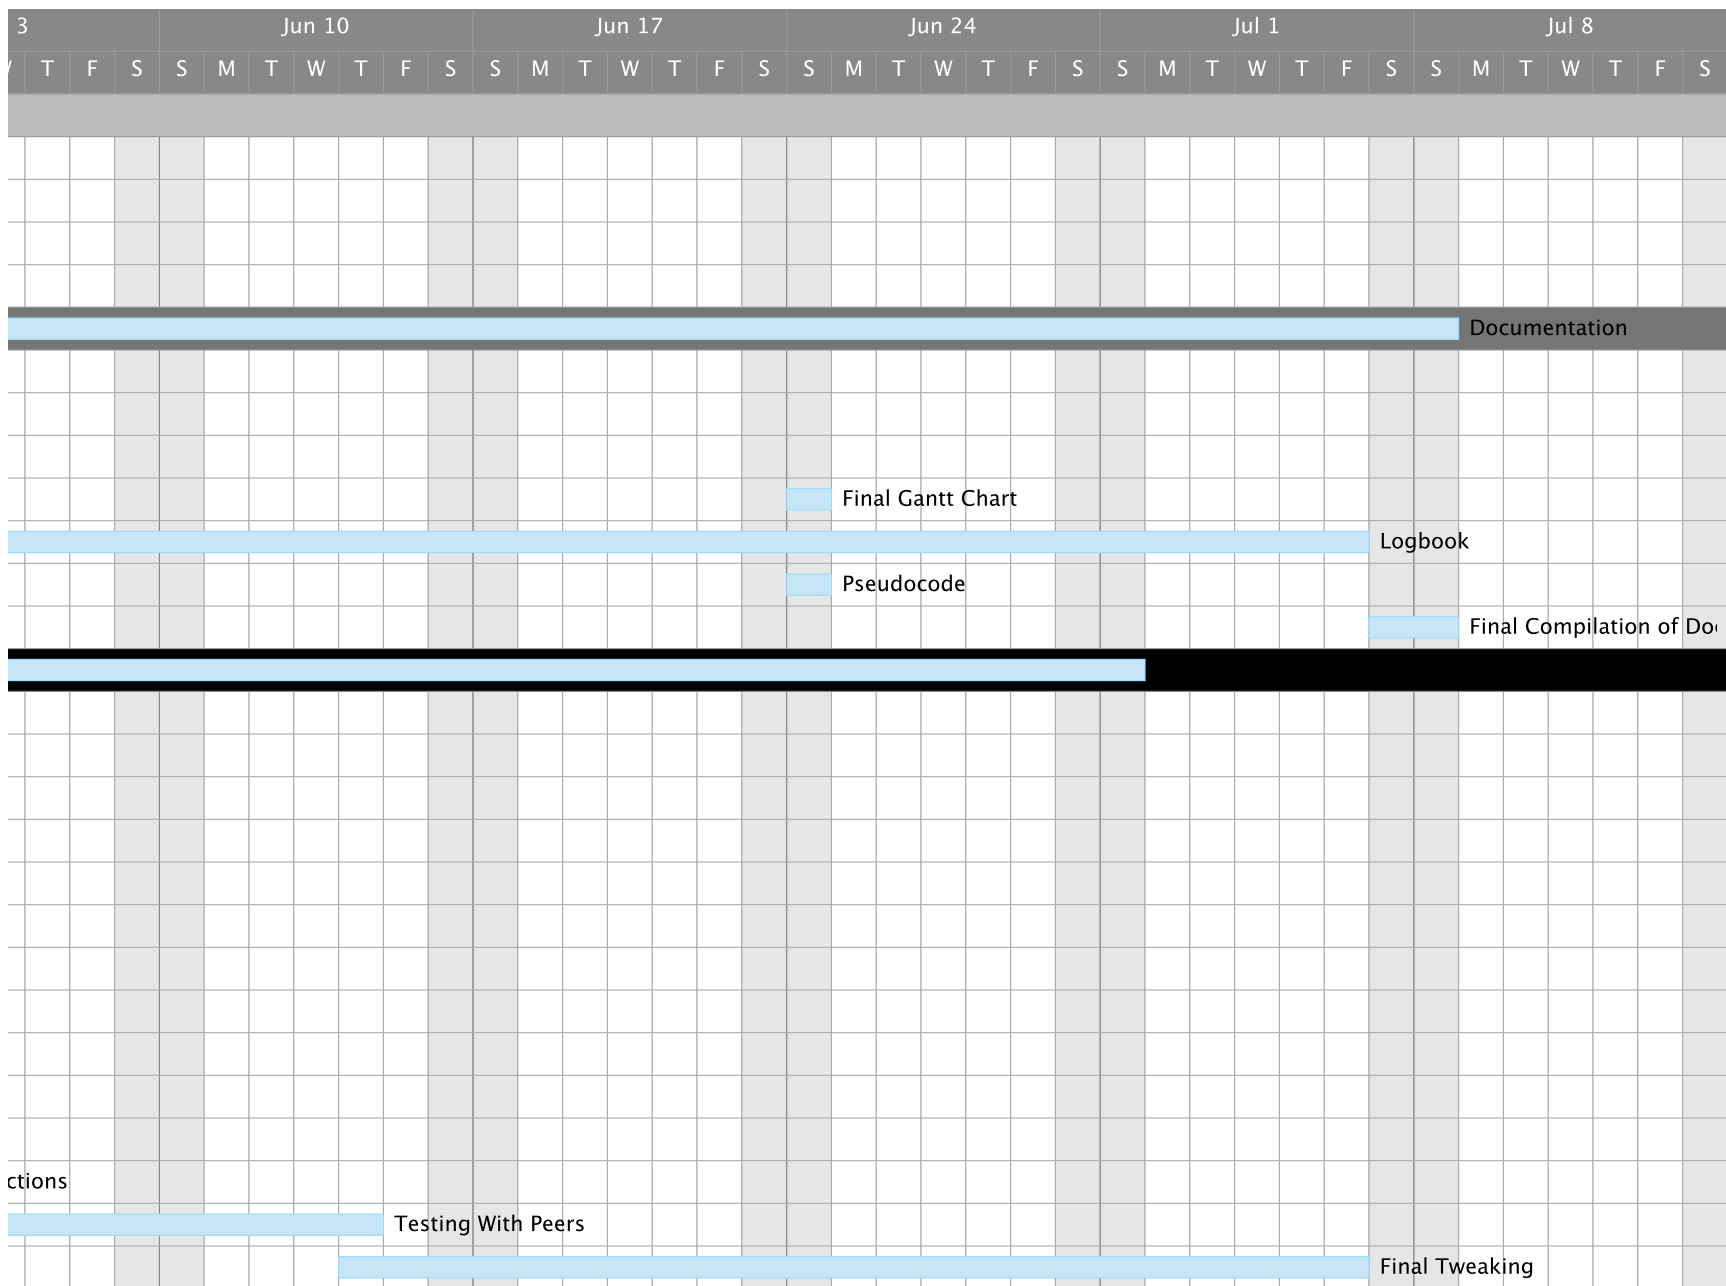 3 Jun 10 Jun 17 Jun 24 Jul 1 Jul 8
T F S S M T W T F S S M T W T F S S M T W T F S S M T W T F S S M T W T F S
Documentation
Final Gantt Chart
Logbook
Pseudocode
Final Compilation of Do
ctions
Testing With Peers
Final Tweaking